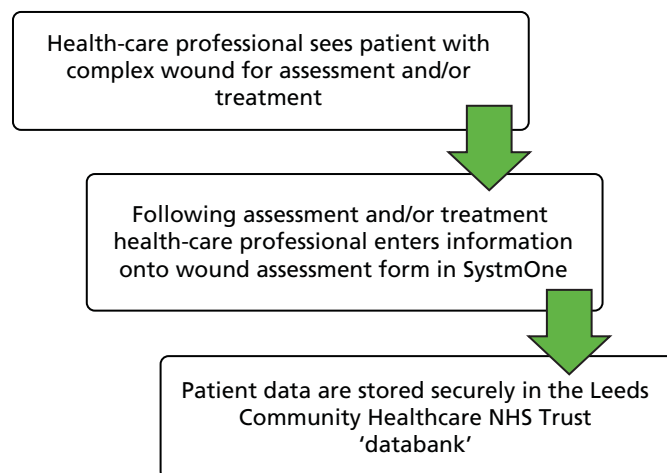 Health-care professional sees patient with
complex wound for assessment and/or
treatment
Following assessment and/or treatment
health-care professional enters information
onto wound assessment form in SystmOne
Patient data are stored securely in the Leeds
Community Healthcare NHS Trust
‘databank’